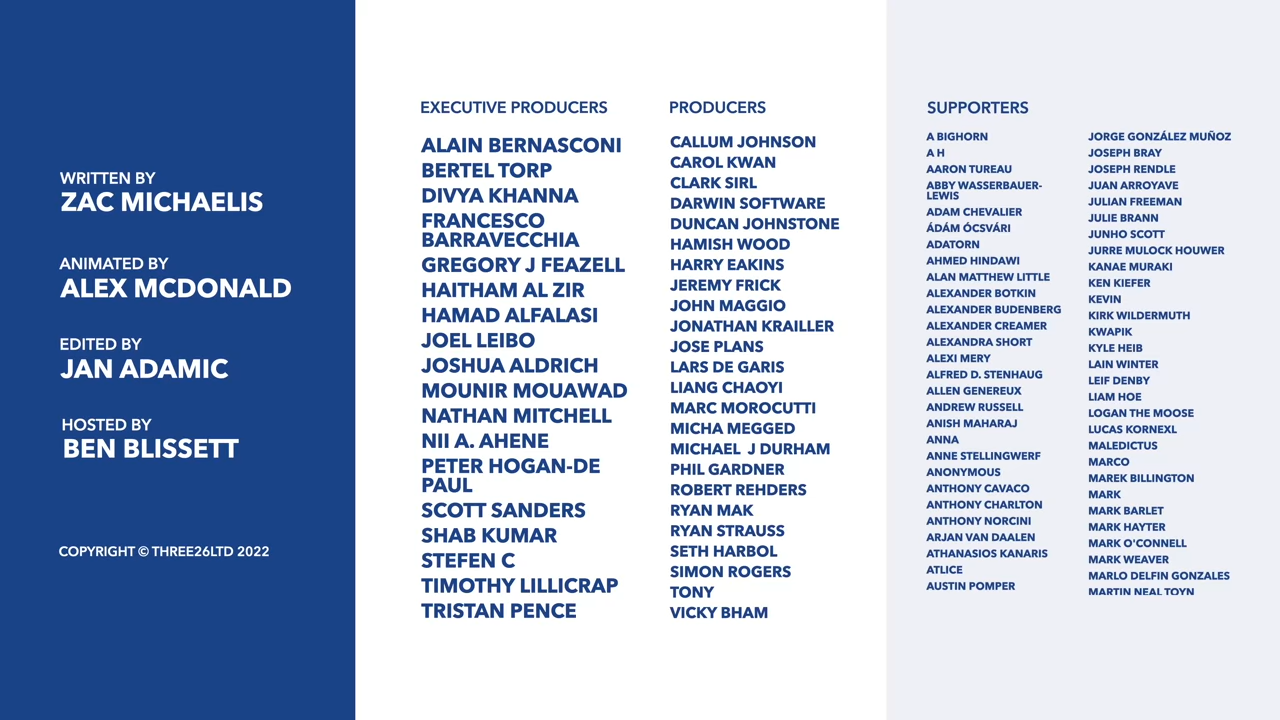 WRITTEN BY
ZAC MICHAELIS
ANIMATED BY
ALEX MCDONALD
EDITED BY
JAN ADAMIC
HOSTED BY
BEN BLISSETT
COPYRIGHT © THREE26LTD 2022
EXECUTIVE PRODUCERS
ALAIN BERNASCONI
BERTEL TORP
DIVYA KHANNA
FRANCESCO
BARRAVECCHIA
GREGORY J FEAZELL
HAITHAM AL ZIR
HAMAD ALFALASI
JOEL LEIBO
JOSHUA ALDRICH
MOUNIR MOUAWAD
NATHAN MITCHELL
NII A. AHENE
PETER HOGAN-DE
PAUL
SCOTT SANDERS
SHAB KUMAR
STEFEN C
TIMOTHY LILLICRAP
TRISTAN PENCE
PRODUCERS
CALLUM JOHNSON
CAROL KWAN
CLARK SIRL
DARWIN SOFTWARE
DUNCAN JOHNSTONE
HAMISH WOOD
HARRY EAKINS
JEREMY FRICK
JOHN MAGGIO
JONATHAN KRAILLER
JOSE PLANS
LARS DE GARIS
LIANG CHAOYI
MARC MOROCUTTI
MICHA MEGGED
MICHAEL  J DURHAM
PHIL GARDNER
ROBERT REHDERS
RYAN MAK
RYAN STRAUSS
SETH HARBOL
SIMON ROGERS
TONY
VICKY BHAM
SUPPORTERS
A BIGHORN
A H
AARON TUREAU
ABBY WASSERBAUER-
LEWIS
ADAM CHEVALIER
ÁDÁM ÓCSVÁRI
ADATORN
AHMED HINDAWI
ALAN MATTHEW LITTLE
ALEXANDER BOTKIN
ALEXANDER BUDENBERG
ALEXANDER CREAMER
ALEXANDRA SHORT
ALEXI MERY
ALFRED D. STENHAUG
ALLEN GENEREUX
ANDREW RUSSELL
ANISH MAHARAJ
ANNA
ANNE STELLINGWERF
ANONYMOUS
ANTHONY CAVACO
ANTHONY CHARLTON
ANTHONY NORCINI
ARJAN VAN DAALEN
ATHANASIOS KANARIS
ATLICE
AUSTIN POMPER
JORGE GONZÁLEZ MUÑOZ
JOSEPH BRAY
JOSEPH RENDLE
JUAN ARROYAVE
JULIAN FREEMAN
JULIE BRANN
JUNHO SCOTT
JURRE MULOCK HOUWER
KANAE MURAKI
KEN KIEFER
KEVIN
KIRK WILDERMUTH
KWAPIK
KYLE HEIB
LAIN WINTER
LEIF DENBY
LIAM HOE
LOGAN THE MOOSE
LUCAS KORNEXL
MALEDICTUS
MARCO
MAREK BILLINGTON
MARK
MARK BARLET
MARK HAYTER
MARK O'CONNELL
MARK WEAVER
MARLO DELFIN GONZALES
MARTIN NEAL TOYN